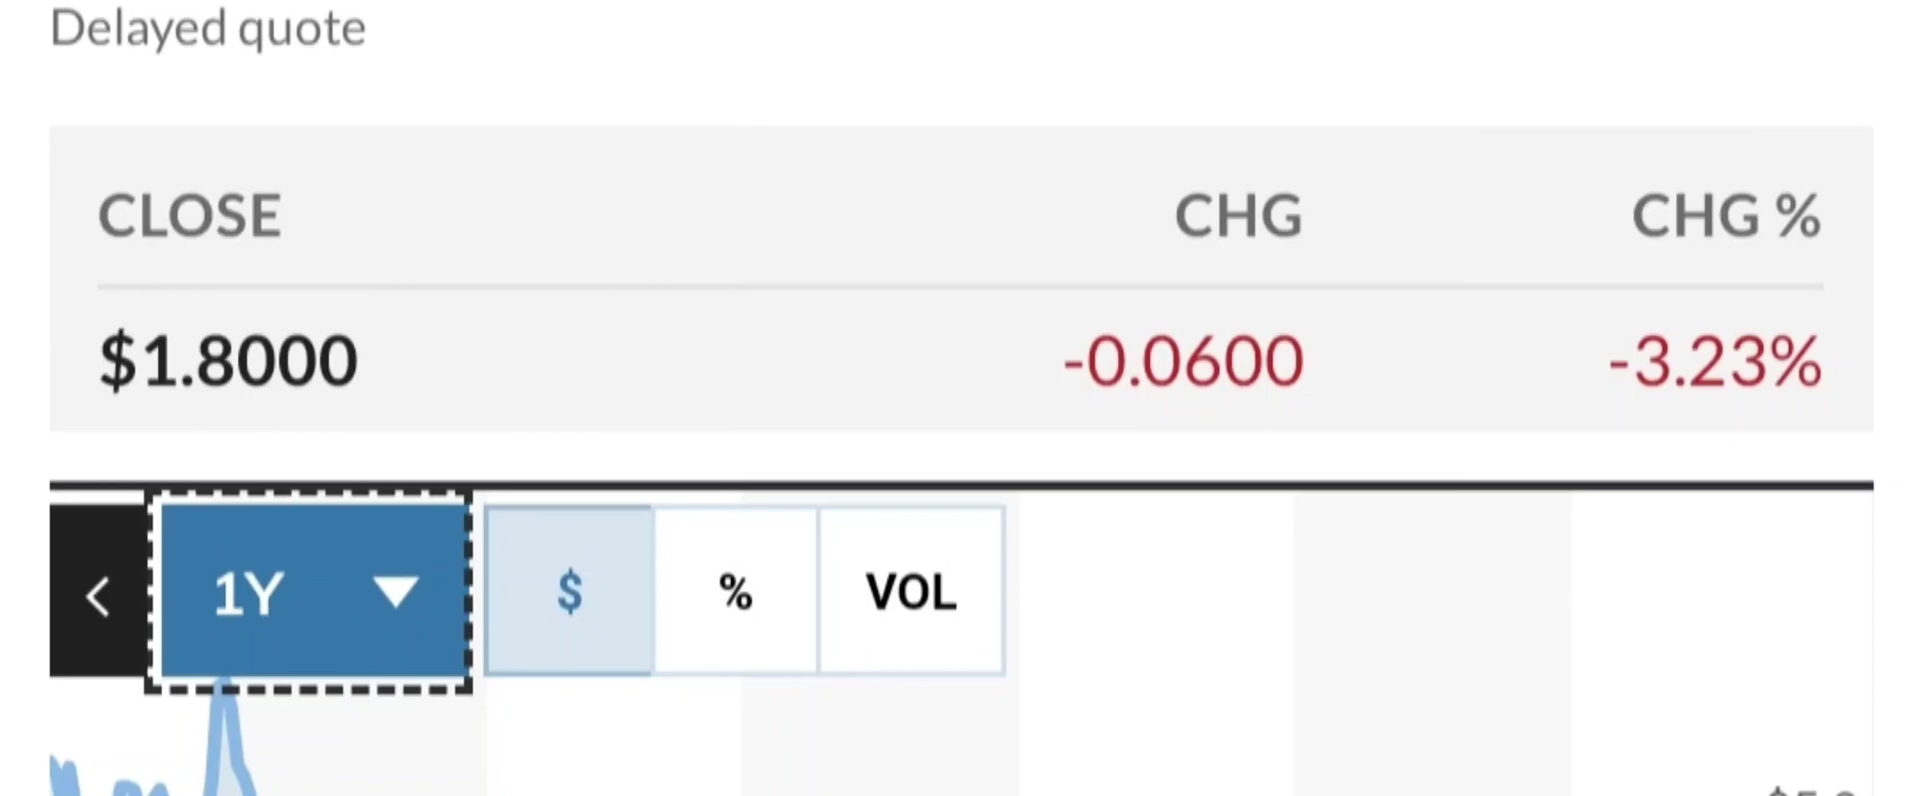 Delayed quote
CLOSE CHG CHG %
$1.8000 -0.0600 -3.23%
1Y $ % VOL